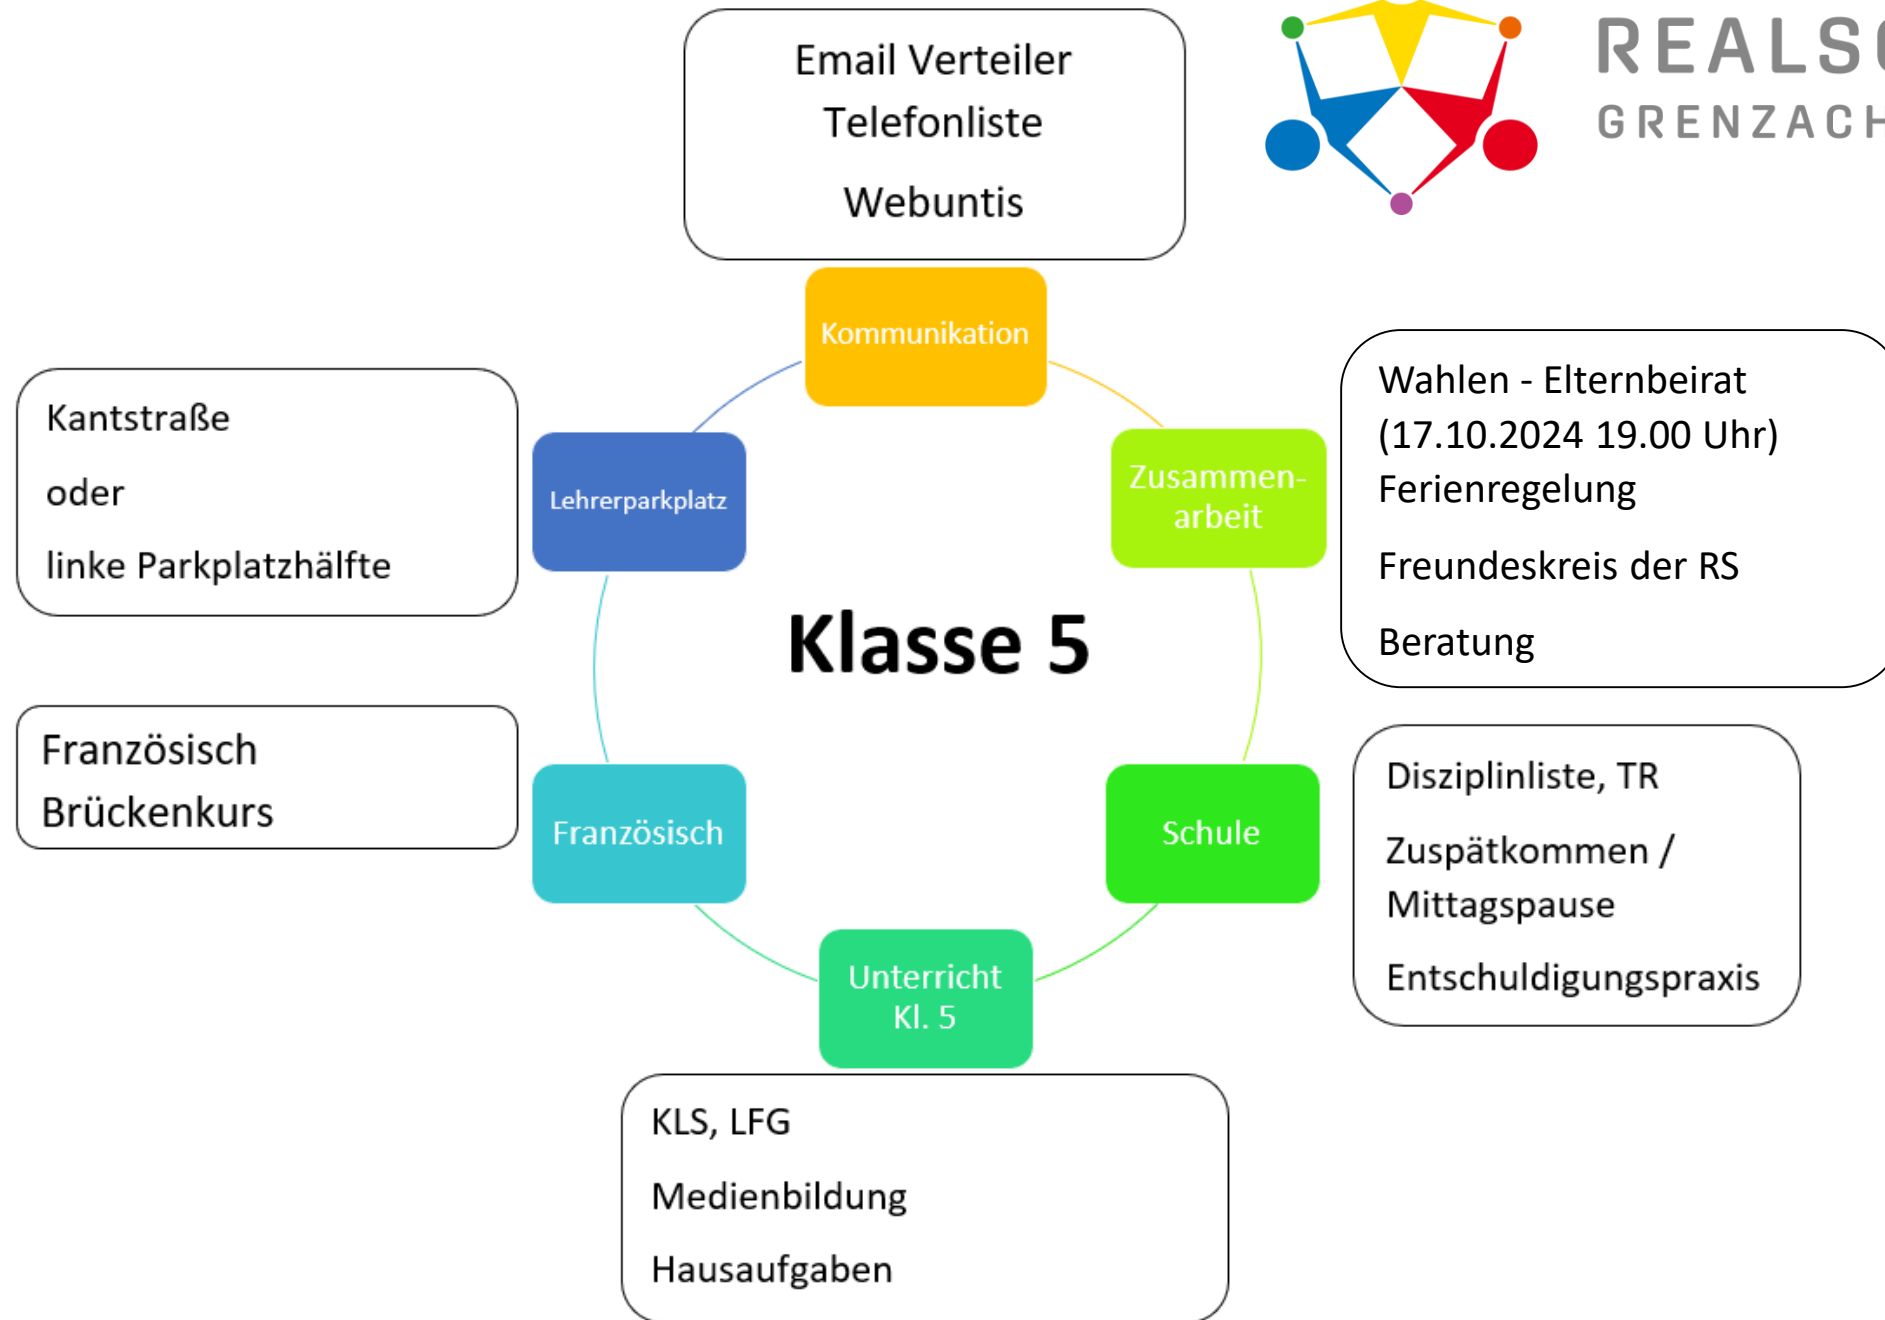 Email Verteiler
Telefonliste
Webuntis
REALS
GRENZACH
Kommunikation
Wahlen - Elternbeirat
(17.10.2024 19.00 Uhr)
Ferienregelung
Freundeskreis der RS
Beratung
Kantstraße
oder
linke Parkplatzhälfte
Lehrerparkplatz
Zusammen-
arbeit
Klasse 5
Französisch
Brückenkurs
Französisch
Schule
Disziplinliste, TR
Zuspätkommen /
Mittagspause
Entschuldigungspraxis
Unterricht
Kl. 5
KLS, LFG
Medienbildung
Hausaufgaben